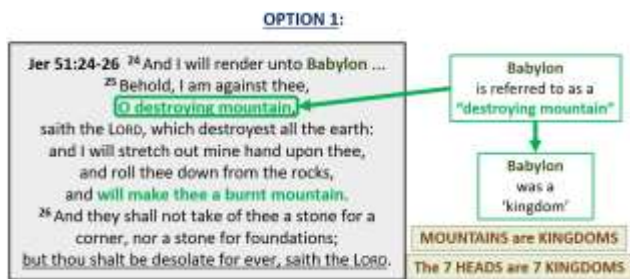 OPTION 1:
Jer 51:24-26 ²⁴ And I will render unto Babylon ...
²⁵ Behold, I am against thee,
O destroying mountain,
saith the LORD, which destroyest all the earth:
and I will stretch out mine hand upon thee,
and roll thee down from the rocks,
and will make thee a burnt mountain.
²⁶ And they shall not take of thee a stone for a
corner, nor a stone for foundations;
but thou shalt be desolate for ever, saith the LORD.
Babylon
is referred to as a
"destroying mountain"
Babylon
was a
'kingdom'
MOUNTAINS are KINGDOMS
The 7 HEADS are 7 KINGDOMS